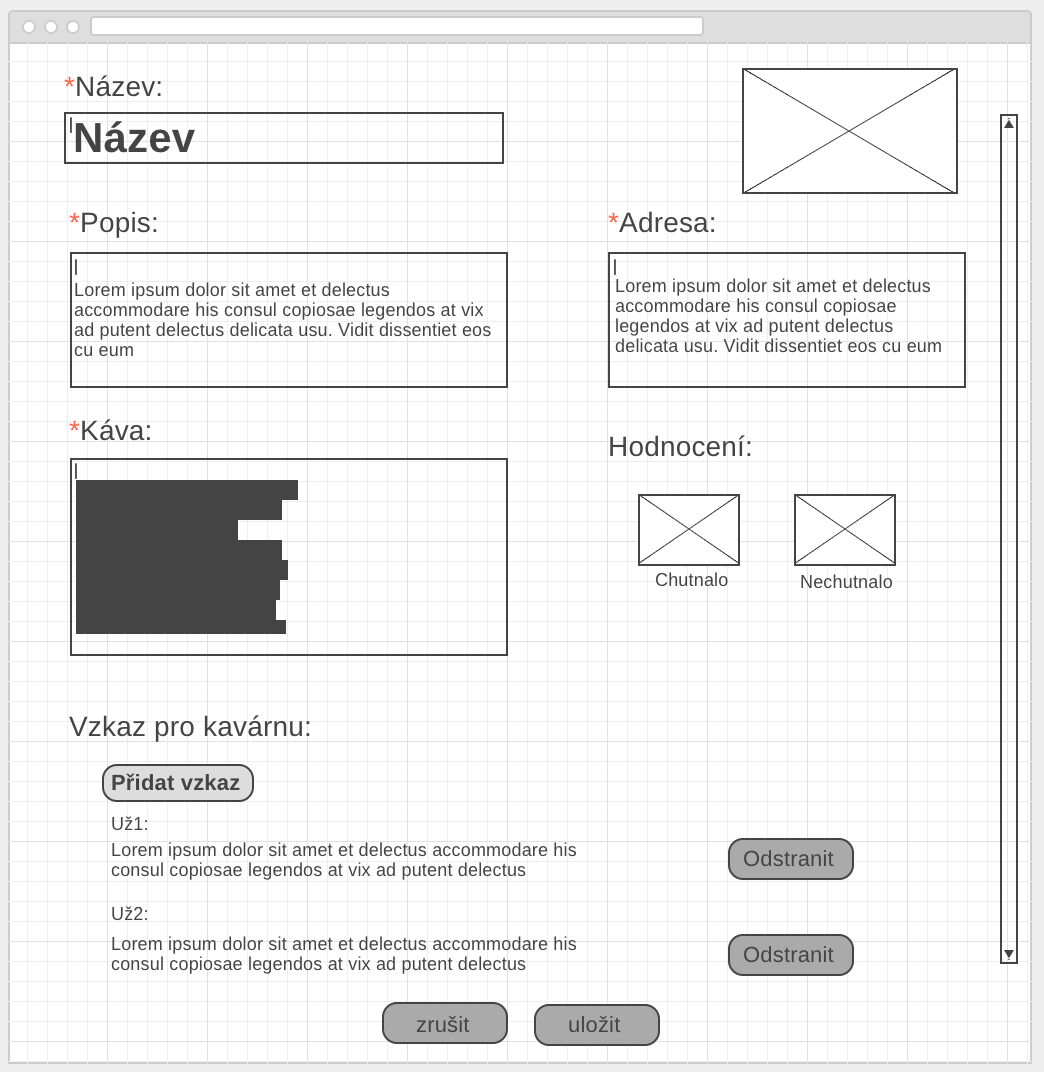 *Název:
Název
*Popis:
Lorem ipsum dolor sit amet et delectus
accommodare his consul copiosae legendos at vix
ad putent delectus delicata usu. Vidit dissentiet eos
cu eum
*Adresa:
Lorem ipsum dolor sit amet et delectus
accommodare his consul copiosae
legendos at vix ad putent delectus
delicata usu. Vidit dissentiet eos cu eum
*Káva:
Hodnocení:
Chutnalo
Nechutnalo
Vzkaz pro kavárnu:
Přidat vzkaz
Už1:
Lorem ipsum dolor sit amet et delectus accommodare his
consul copiosae legendos at vix ad putent delectus
Odstranit
Už2:
Lorem ipsum dolor sit amet et delectus accommodare his
consul copiosae legendos at vix ad putent delectus
Odstranit
zrušit
uložit